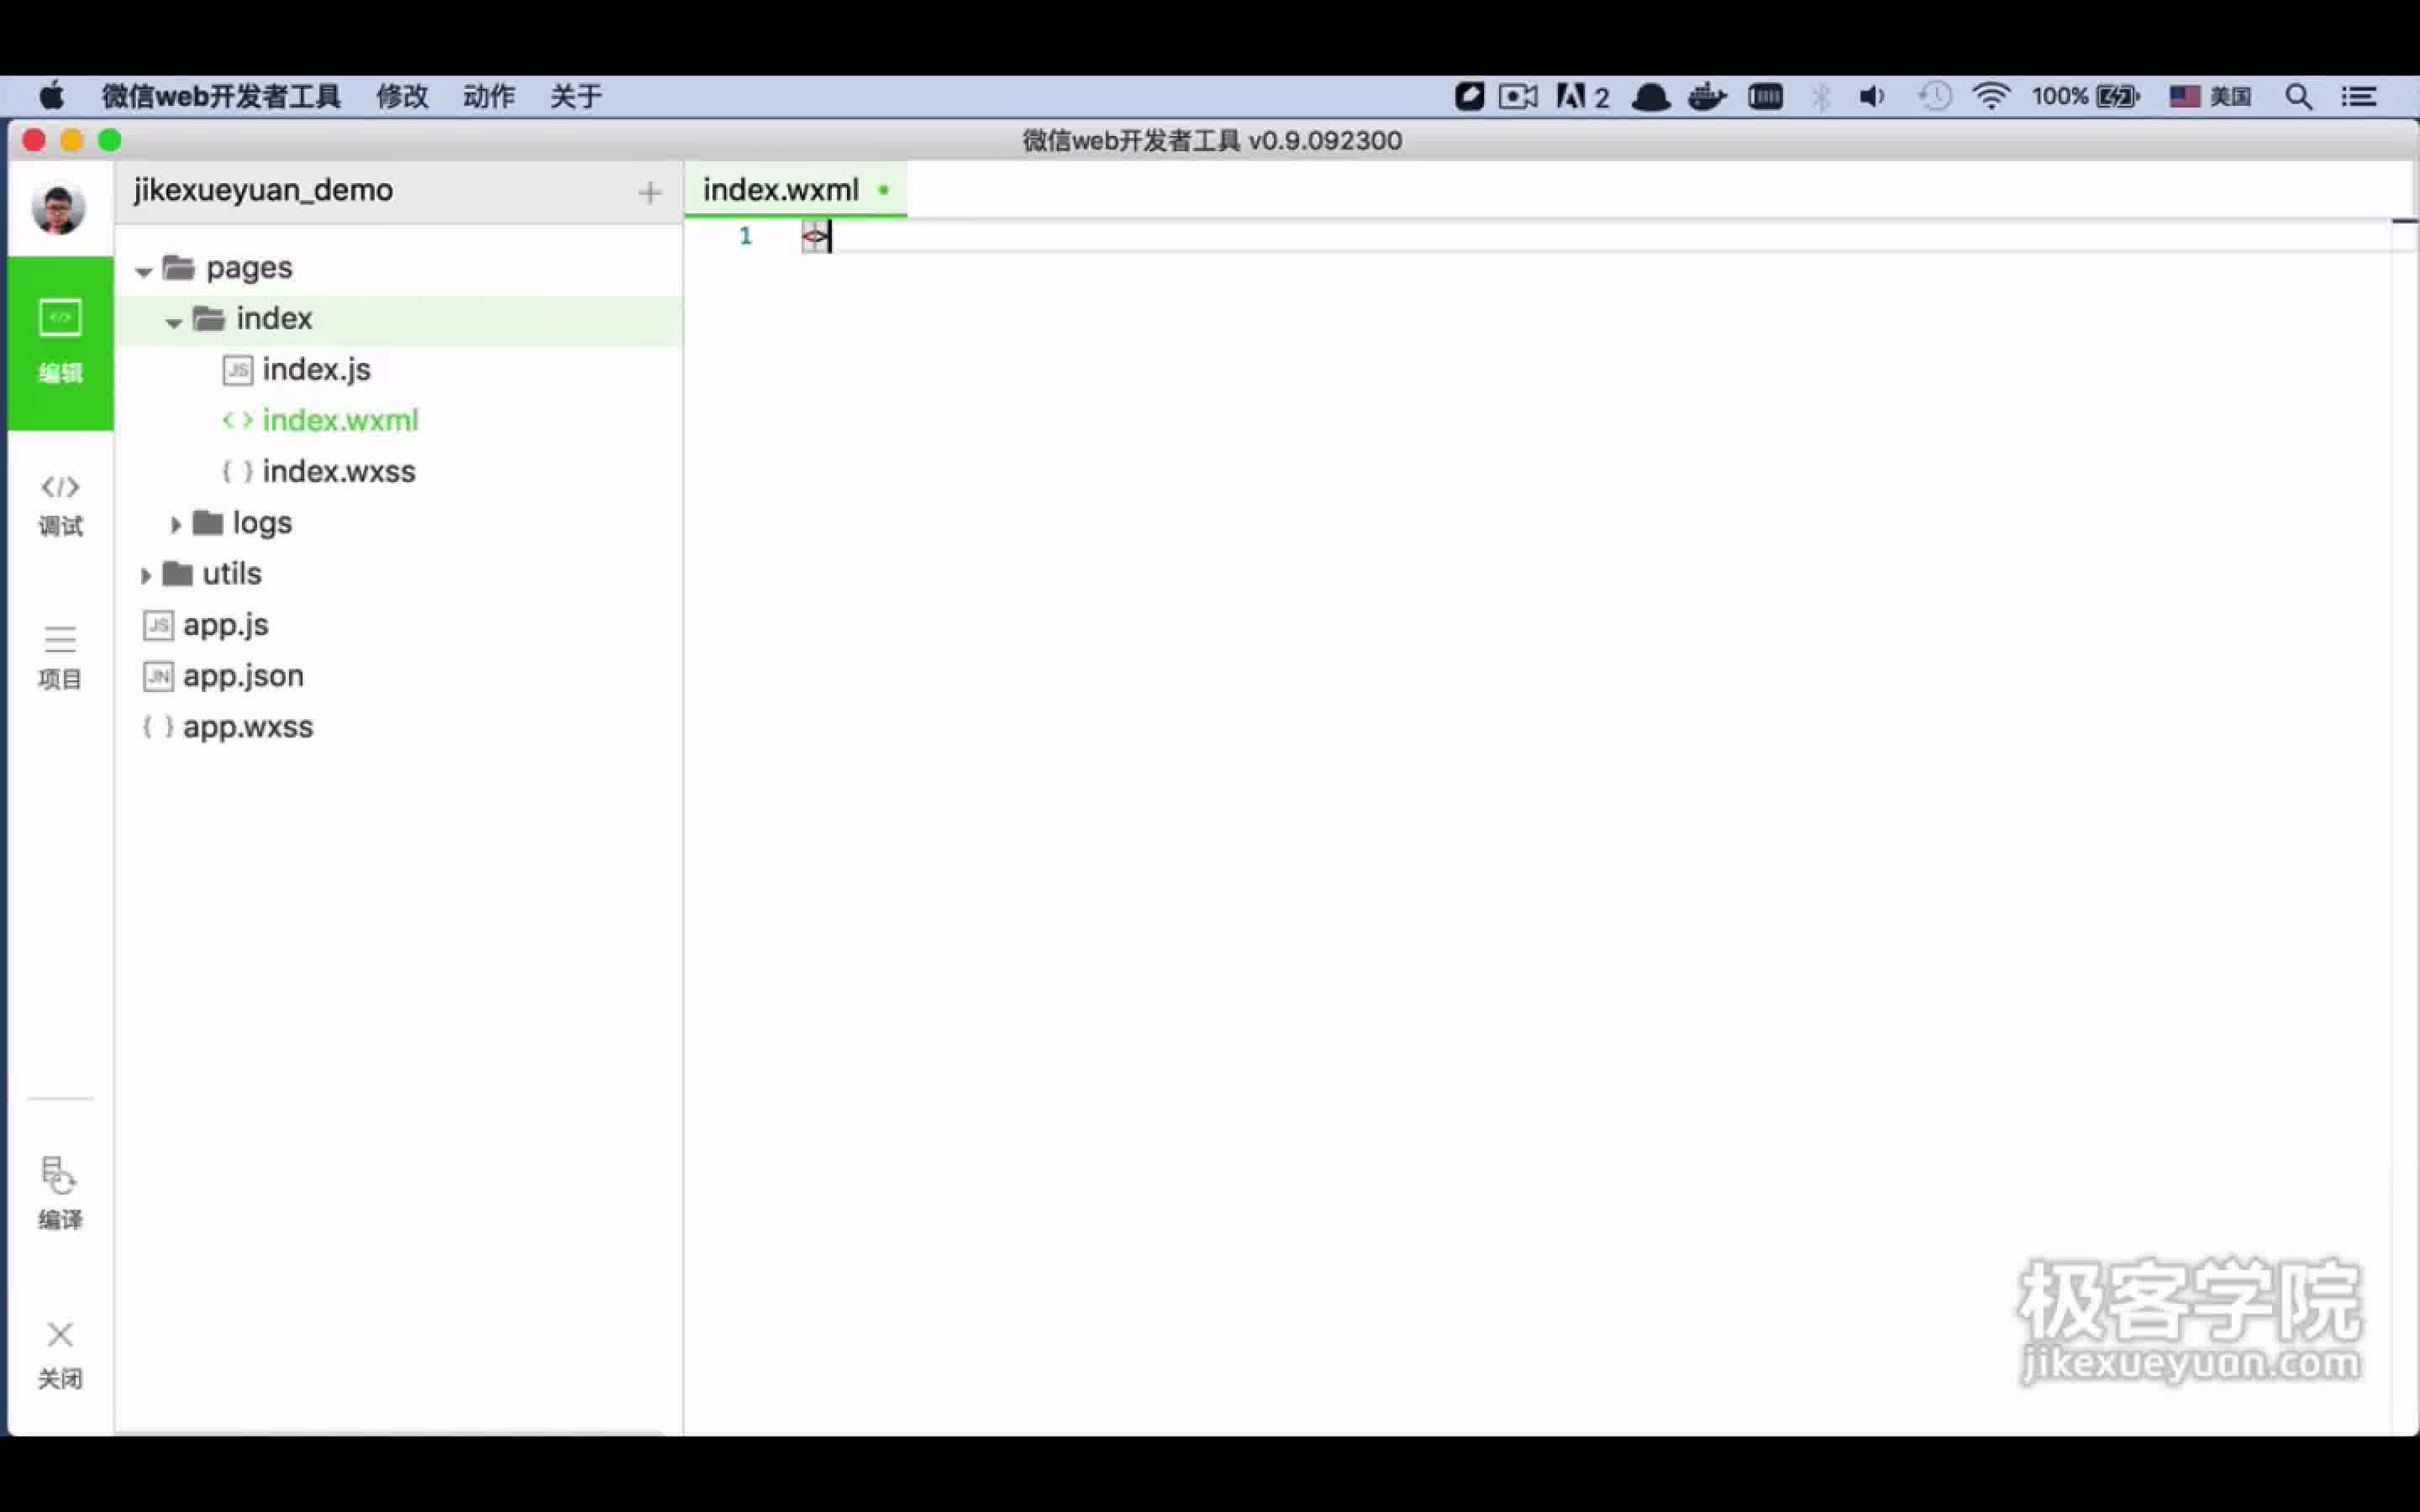 微信web开发者工具 修改 动作 关于 2 100% 美国
微信web开发者工具 v0.9.092300
jikexueyuan_demo +
index.wxml
1 <>
pages
index
</>
编辑
JS index.js
< > index.wxml
{ } index.wxss
</>
调试
logs
utils
JS app.js
项目
JN app.json
{ } app.wxss
编译
关闭
极客学院
jikexueyuan.com